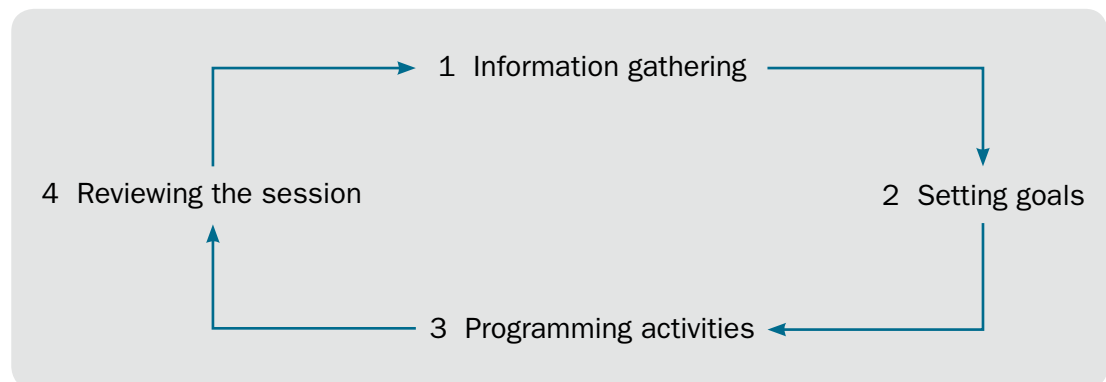 1 Information gathering
4 Reviewing the session
2 Setting goals
3 Programming activities